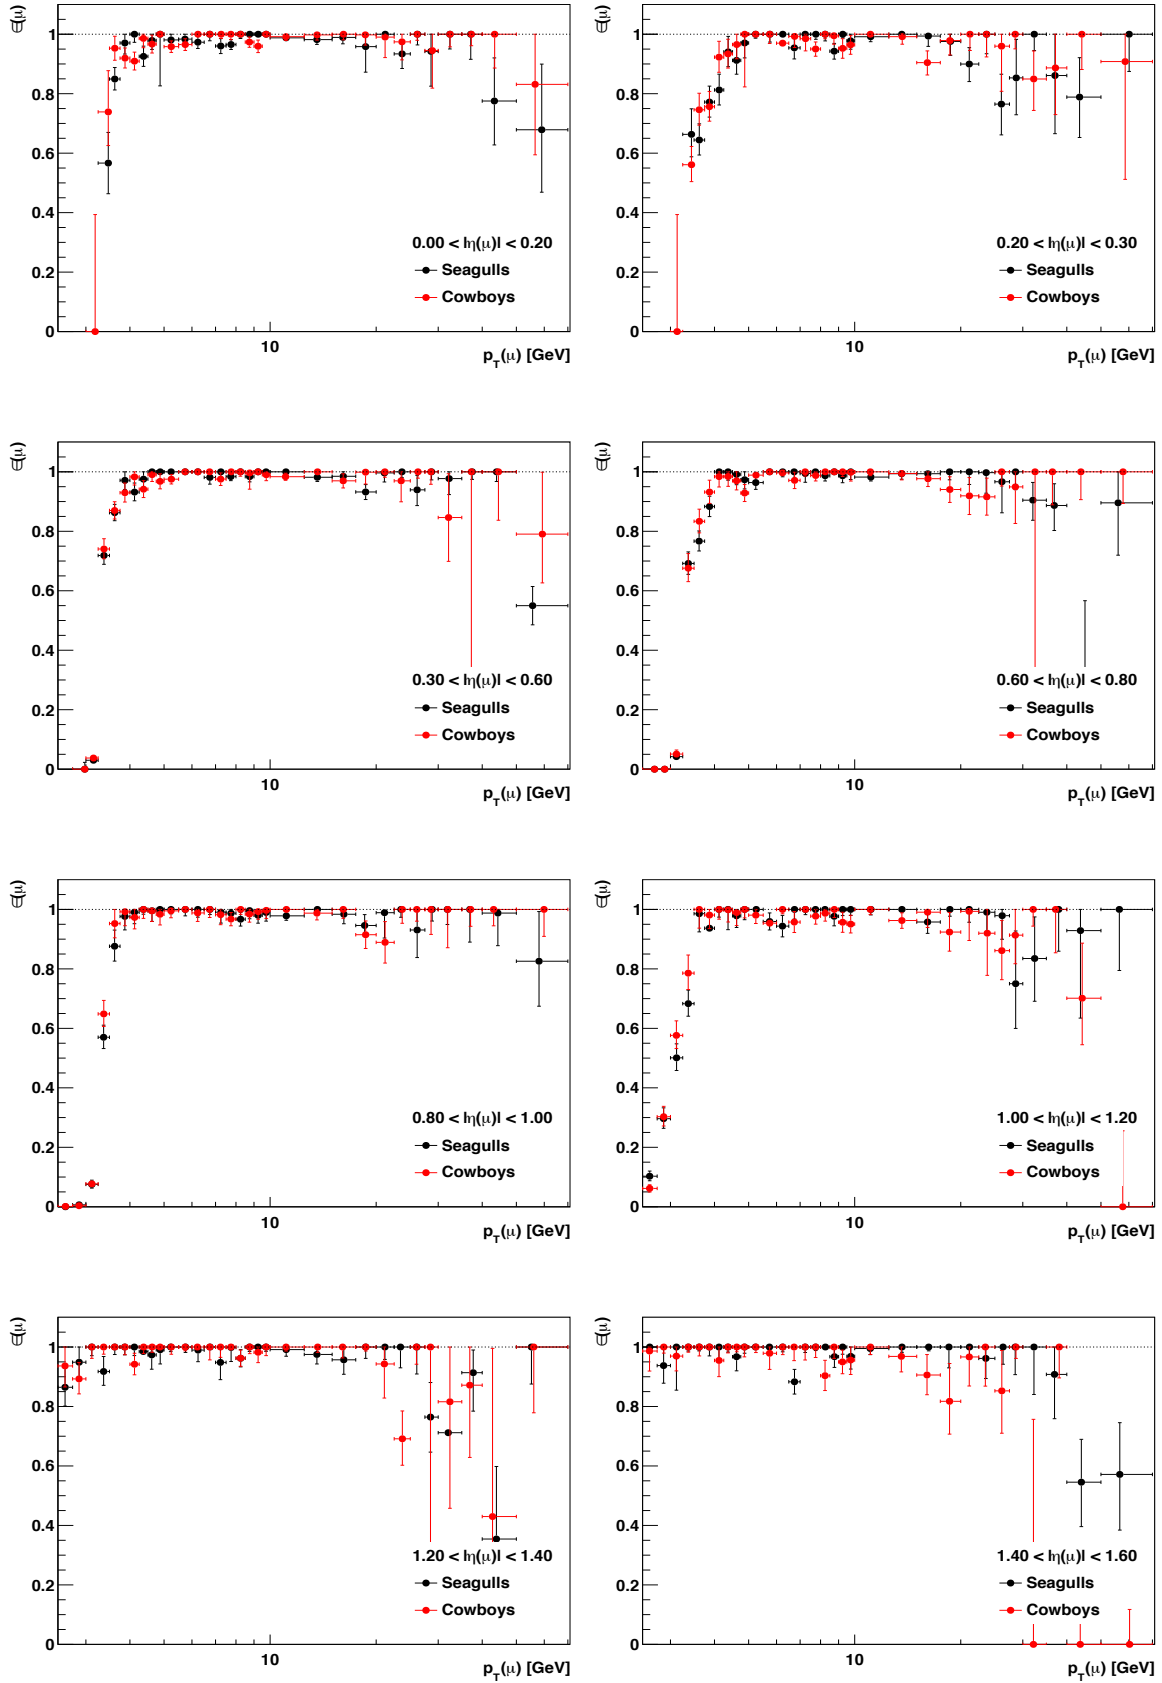 ∈(μ)
1
0.8
0.6
0.4
0.2
0
0.00 < |η(μ)| < 0.20
Seagulls
Cowboys
10
p_T(μ) [GeV]
∈(μ)
1
0.8
0.6
0.4
0.2
0
0.20 < |η(μ)| < 0.30
Seagulls
Cowboys
10
p_T(μ) [GeV]
∈(μ)
1
0.8
0.6
0.4
0.2
0
0.30 < |η(μ)| < 0.60
Seagulls
Cowboys
10
p_T(μ) [GeV]
∈(μ)
1
0.8
0.6
0.4
0.2
0
0.60 < |η(μ)| < 0.80
Seagulls
Cowboys
10
p_T(μ) [GeV]
∈(μ)
1
0.8
0.6
0.4
0.2
0
0.80 < |η(μ)| < 1.00
Seagulls
Cowboys
10
p_T(μ) [GeV]
∈(μ)
1
0.8
0.6
0.4
0.2
0
1.00 < |η(μ)| < 1.20
Seagulls
Cowboys
10
p_T(μ) [GeV]
∈(μ)
1
0.8
0.6
0.4
0.2
0
1.20 < |η(μ)| < 1.40
Seagulls
Cowboys
10
p_T(μ) [GeV]
∈(μ)
1
0.8
0.6
0.4
0.2
0
1.40 < |η(μ)| < 1.60
Seagulls
Cowboys
10
p_T(μ) [GeV]